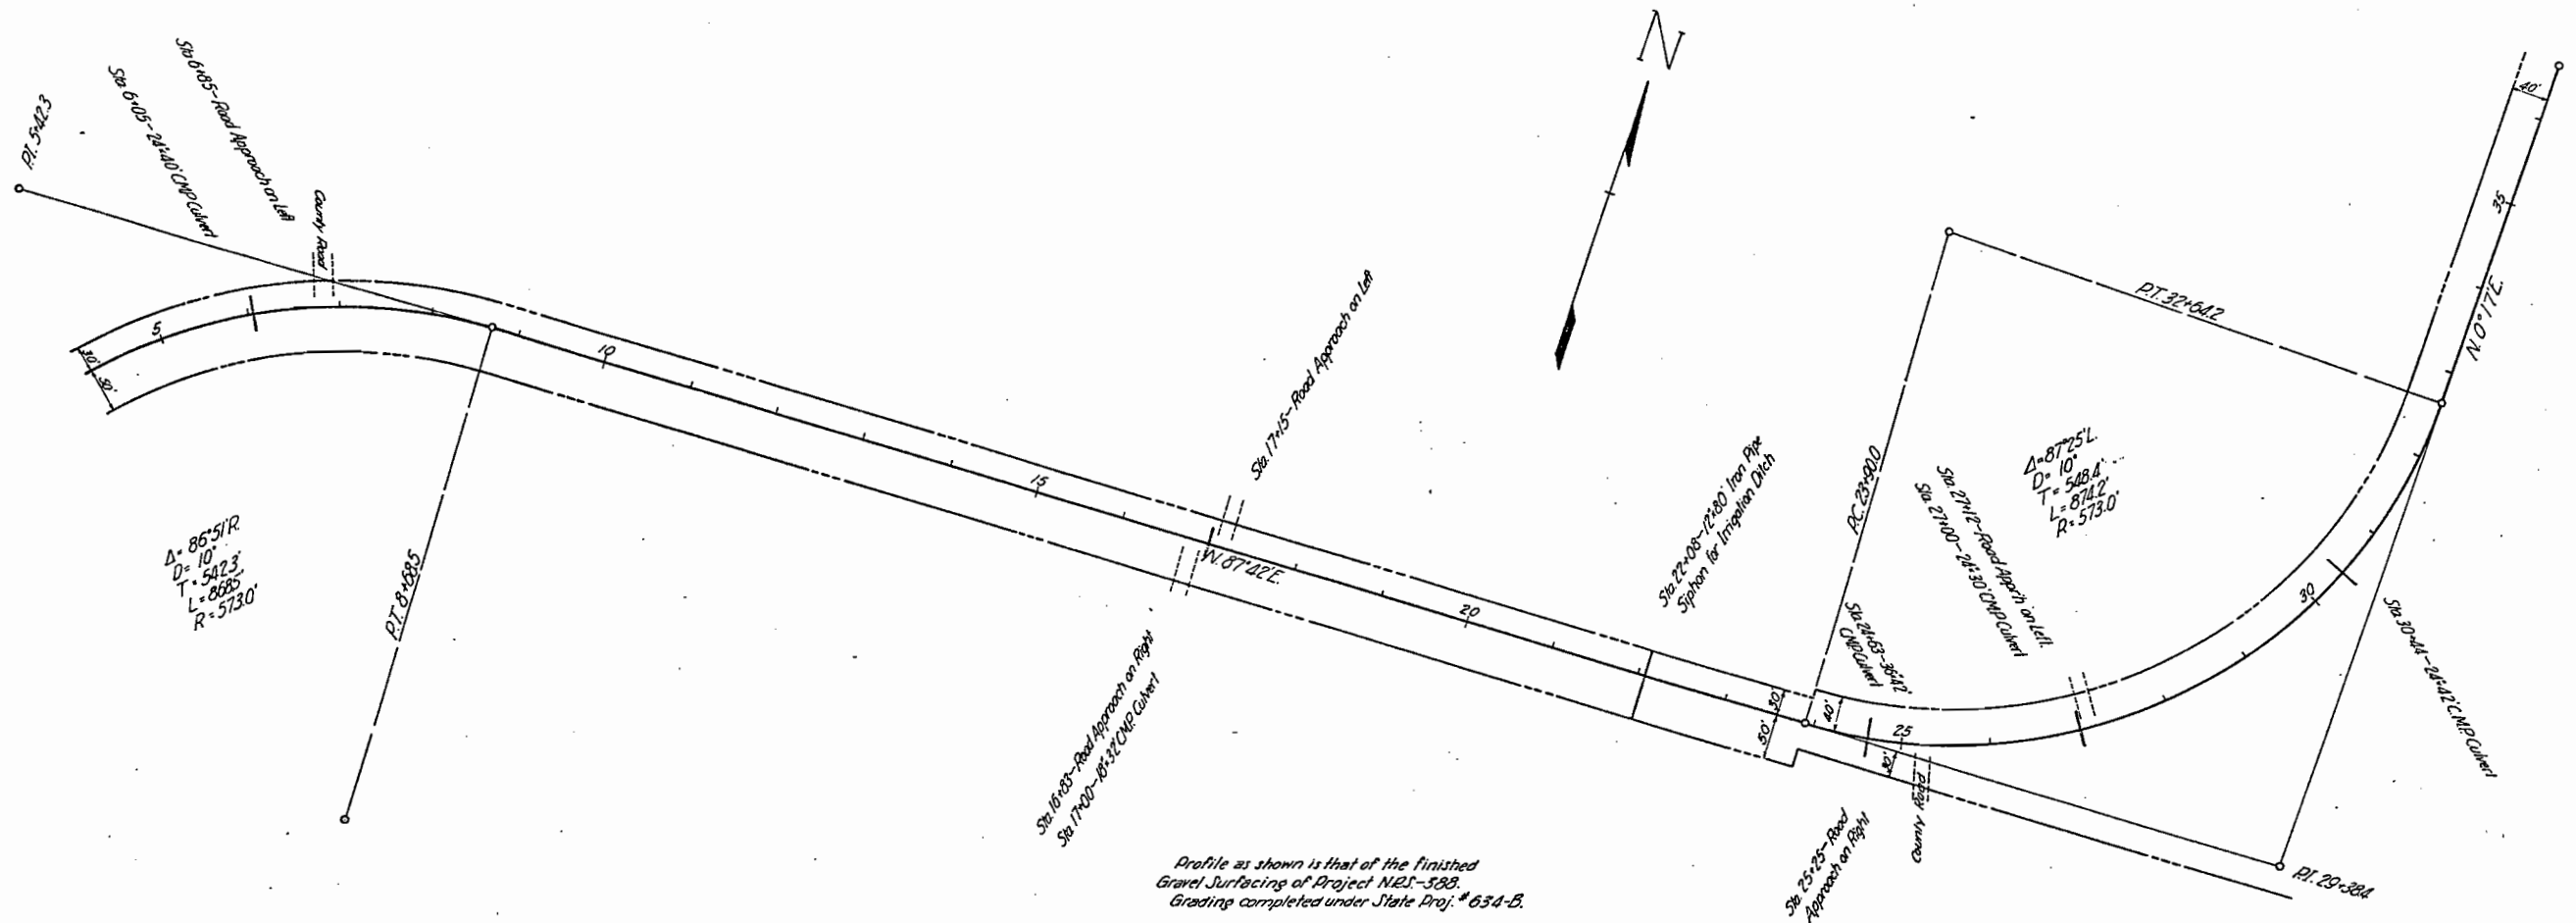 N
P.I. 5+42.3
Sta. 6+05-24"x40' CMP Culvert
Sta. 6+85-Road Approach on Left
County Road
5
30'
50'
Δ= 86°51'R.
D= 10°
T= 542.3'
L= 868.5'
R= 573.0'
P.T. 8+68.5
10
15
Sta. 17+15-Road Approach on Left
Sta. 16+83-Road Approach on Right
Sta. 17+00-18"x32' C.M.P. Culvert
N. 87°42'E.
20
Sta. 22+08-12"x80' Iron Pipe
Siphon for Irrigation Ditch
P.C. 23+90.0
30'
50'
40'
Sta. 24+63-36"x42'
CMP Culvert
25
County Road
Sta. 25+25-Road
Approach on Right
Sta. 27+12-Road Appr'h on Left.
Sta. 27+00-24"x30' CMP Culvert
Δ= 87°25'L.
D= 10°
T= 548.4'
L= 874.2'
R= 573.0'
P.T. 32+64.2
30
Sta. 30+44-24"x42' C.M.P. Culvert
P.I. 29+38.4
N. 0°17'E.
35
40'
Profile as shown is that of the finished
Gravel Surfacing of Project N.R.S.-388.
Grading completed under State Proj. #634-B.